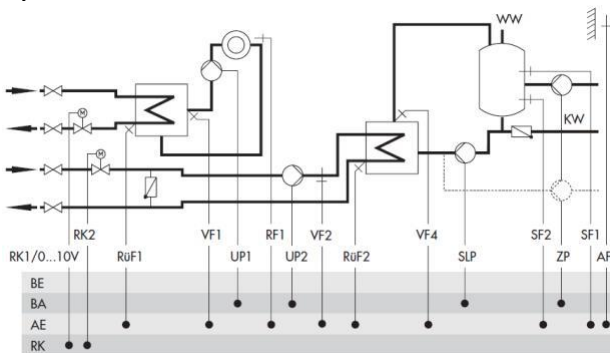 WW
M
KW
M
RK2 VF1 RF1 VF2 VF4 SF2 SF1
RK1/0...10V RüF1 UP1 UP2 RüF2 SLP ZP AF
BE
BA
AE
RK